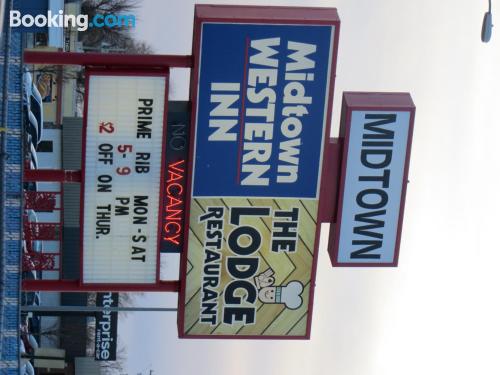 Booking.com
MIDTOWN
Midtown
WESTERN
INN
THE
LODGE
RESTAURANT
NO VACANCY
PRIME RIB MON-SAT
5-9 PM
$2 OFF ON THUR.
enterprise